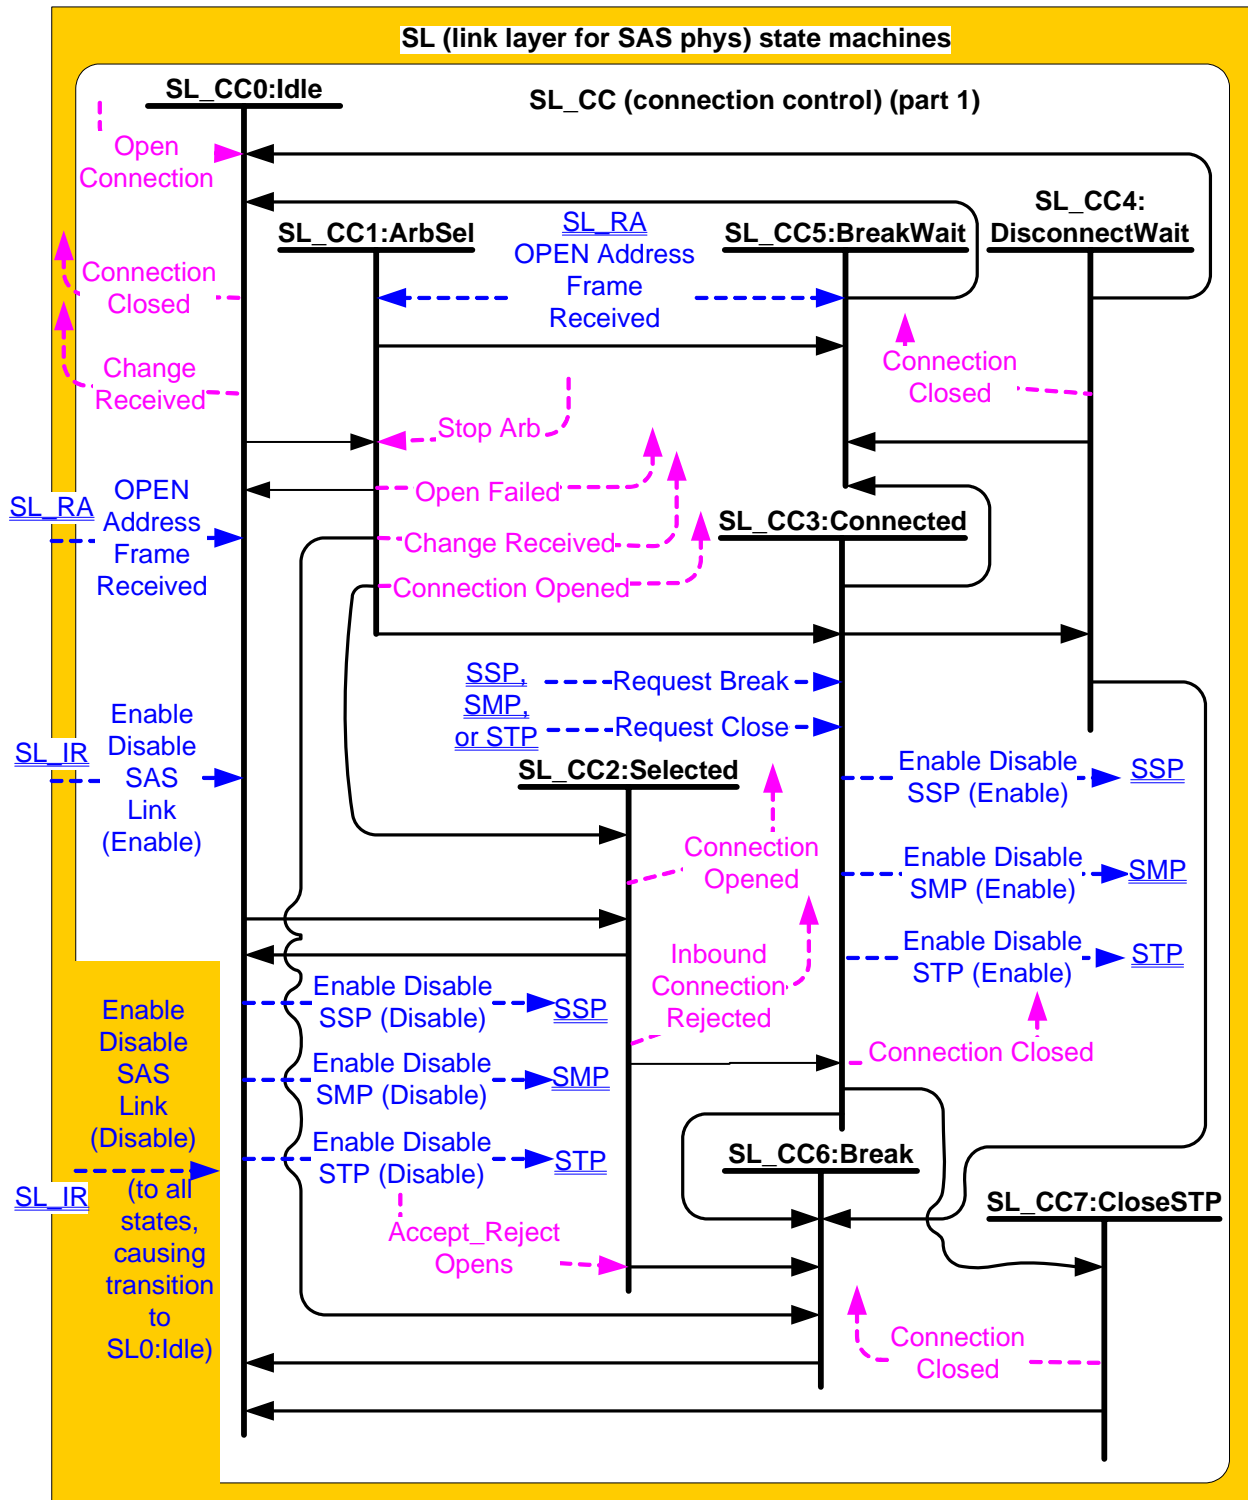 SL (link layer for SAS phys) state machines
SL_CC0:Idle
SL_CC (connection control) (part 1)
Open
Connection
SL_CC4:
DisconnectWait
SL_CC1:ArbSel
SL_RA
OPEN Address
Frame
Received
SL_CC5:BreakWait
Connection
Closed
Change
Received
Connection
Closed
Stop Arb
Open Failed
SL_RA
OPEN
Address
Frame
Received
SL_CC3:Connected
Change Received
Connection Opened
SSP,
SMP,
or STP
Request Break
Request Close
SL_IR
Enable
Disable
SAS
Link
(Enable)
SL_CC2:Selected
Enable Disable
SSP (Enable)
SSP
Connection
Opened
Enable Disable
SMP (Enable)
SMP
Inbound
Connection
Rejected
Enable Disable
STP (Enable)
STP
Enable Disable
SSP (Disable)
SSP
Connection Closed
Enable Disable
SMP (Disable)
SMP
Enable Disable
STP (Disable)
STP
Enable
Disable
SAS
Link
(Disable)
SL_IR
(to all
states,
causing
transition
to
SL0:Idle)
SL_CC6:Break
SL_CC7:CloseSTP
Accept_Reject
Opens
Connection
Closed